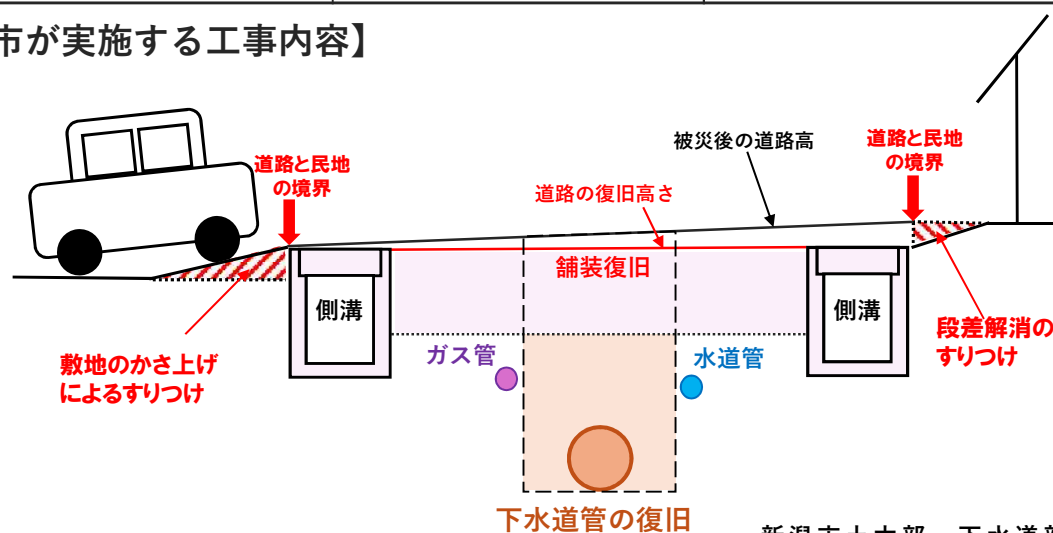 市が実施する工事内容】
被災後の道路高
道路と民地
の境界
道路と民地
の境界
道路の復旧高さ
舗装復旧
側溝
側溝
ガス管
水道管
段差解消の
すりつけ
敷地のかさ上げ
によるすりつけ
下水道管の復旧